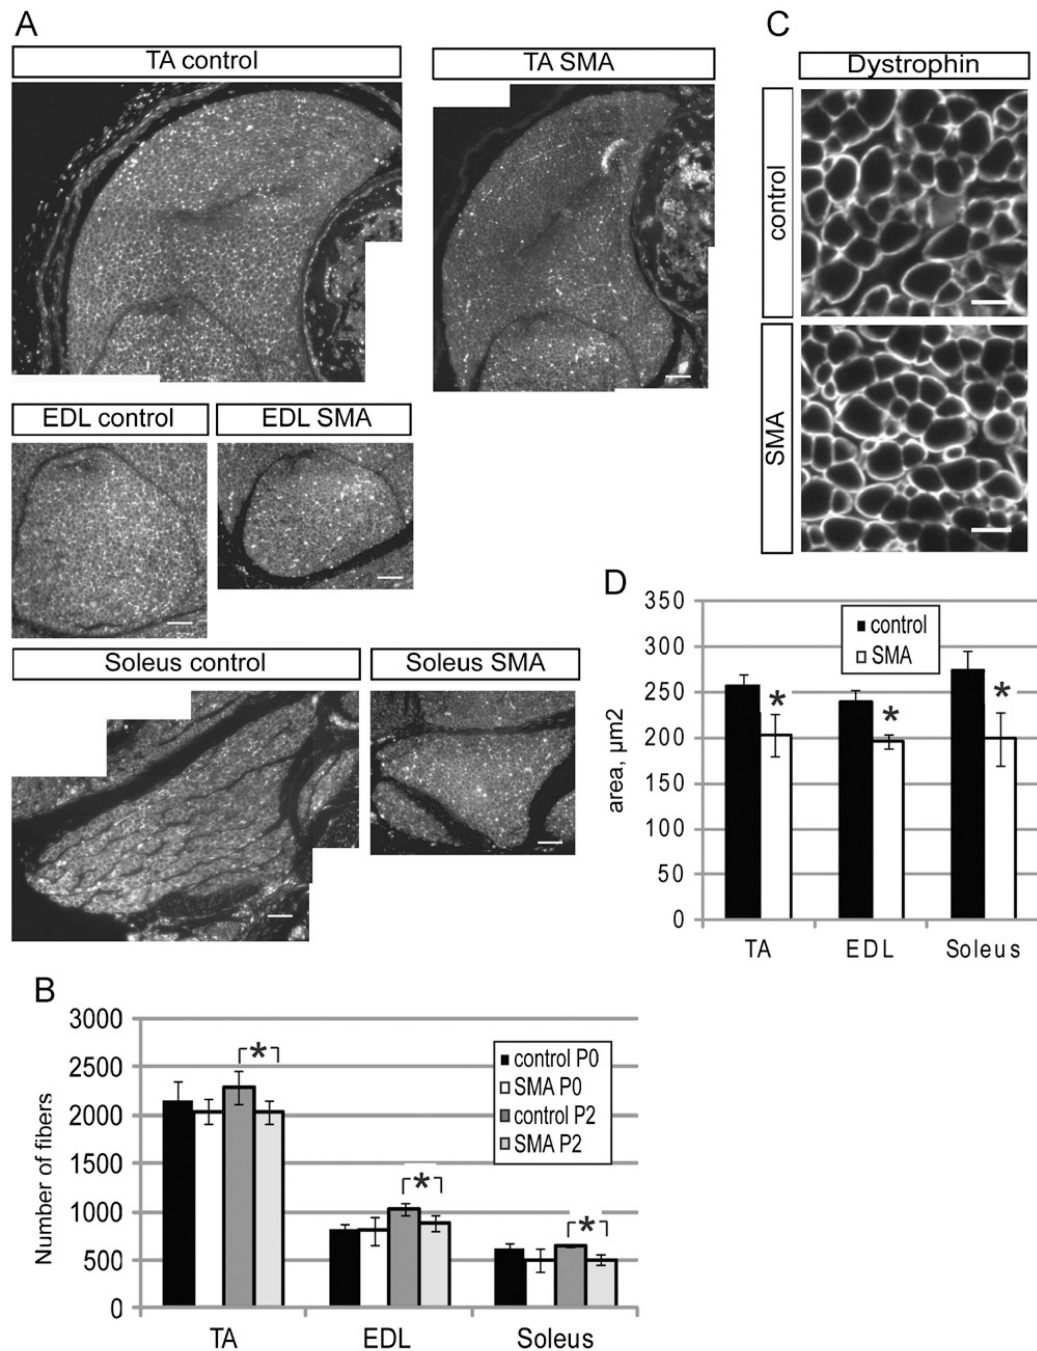 A
TA control
TA SMA
EDL control
EDL SMA
Soleus control
Soleus SMA
C
Dystrophin
control
SMA
D
350
300
250
200
150
100
50
0
area, µm2
control
SMA
*
*
*
TA
EDL
Soleus
B
3000
2500
2000
1500
1000
500
0
Number of fibers
control P0
SMA P0
control P2
SMA P2
*
*
*
TA
EDL
Soleus